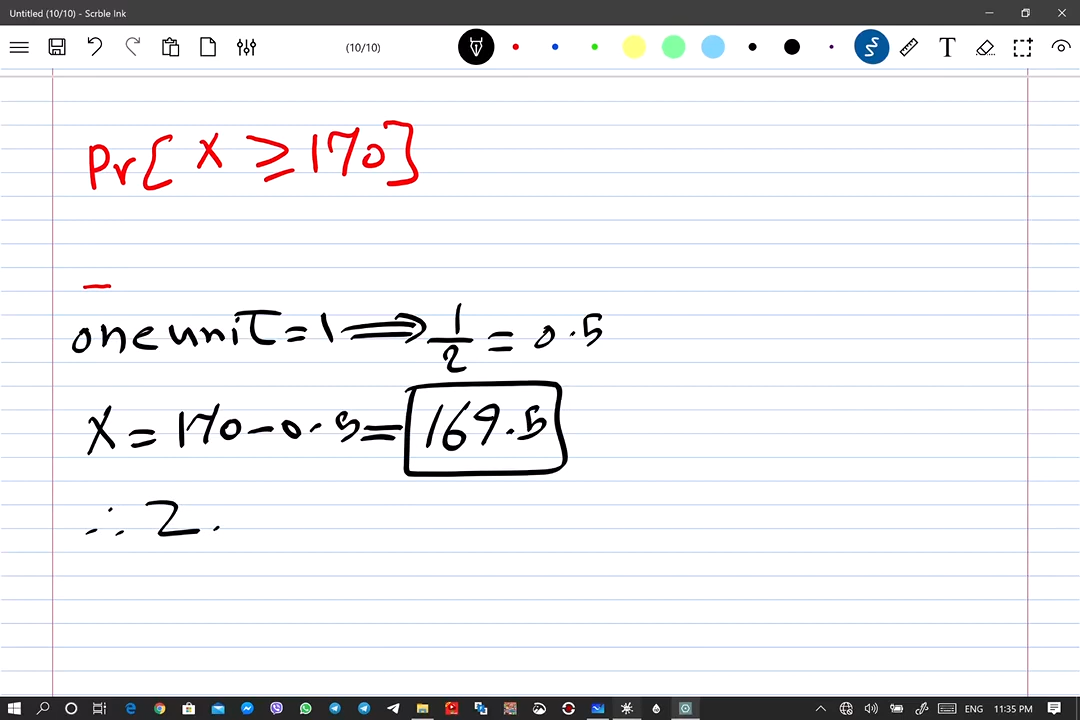 Untitled (10/10) - Scrble Ink
(10/10)
T
Pr[ X ≥ 170]
one unit = 1 ⟹ 1/2 = 0.5
X = 170 - 0.5 = 169.5
∴ Z.
ENG 11:35 PM